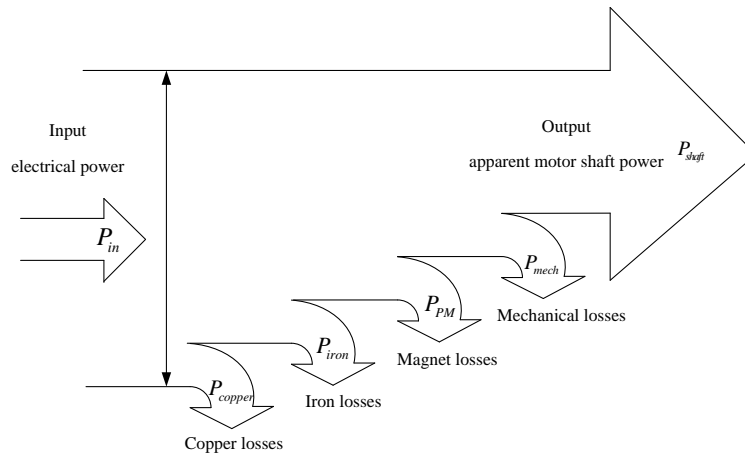 Input
electrical power
P_in
Output
apparent motor shaft power P_shaft
P_mech
Mechanical losses
P_PM
Magnet losses
P_iron
Iron losses
P_copper
Copper losses